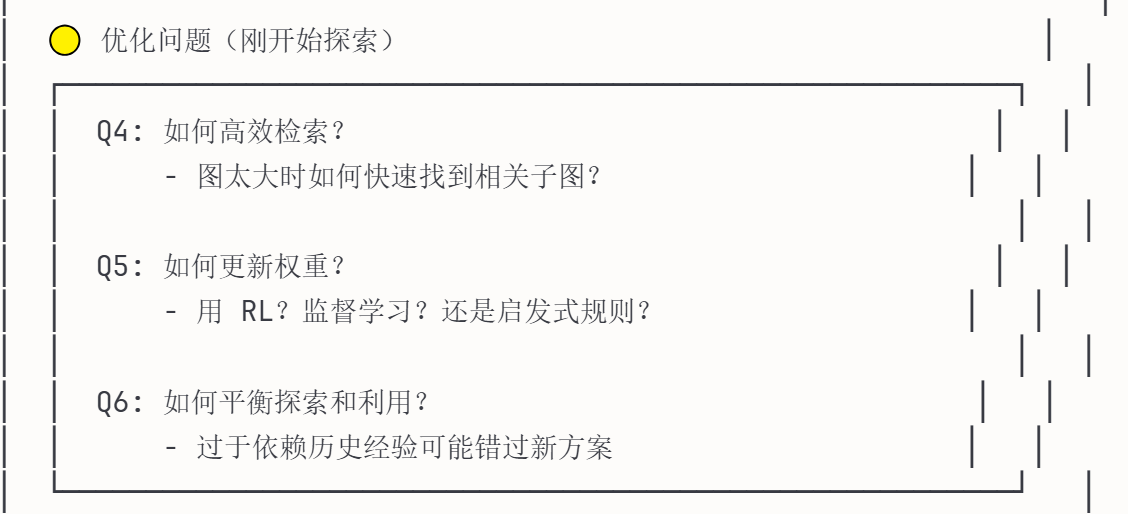 优化问题（刚开始探索）
Q4: 如何高效检索？
- 图太大时如何快速找到相关子图？
Q5: 如何更新权重？
- 用 RL？监督学习？还是启发式规则？
Q6: 如何平衡探索和利用？
- 过于依赖历史经验可能错过新方案